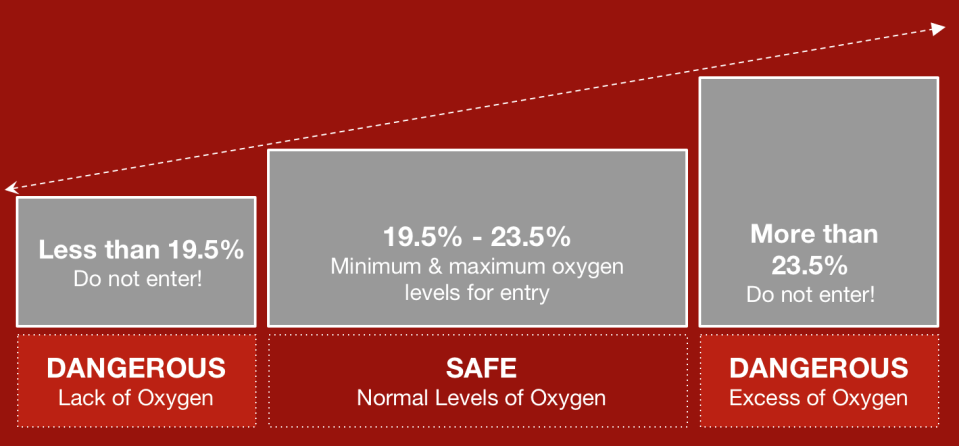 Less than 19.5%
Do not enter!
19.5% - 23.5%
Minimum & maximum oxygen
levels for entry
More than
23.5%
Do not enter!
DANGEROUS
Lack of Oxygen
SAFE
Normal Levels of Oxygen
DANGEROUS
Excess of Oxygen